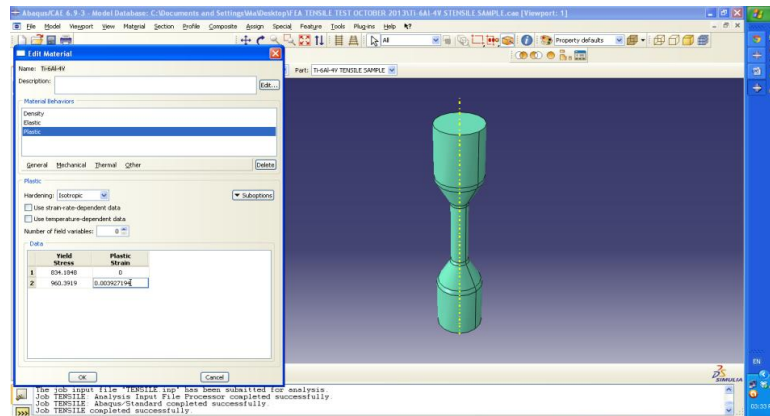 Abaqus/CAE 6.9-3 - Model Database: C:\Documents and Settings\Ma\Desktop\FEA TENSILE TEST OCTOBER 2013\Ti-6Al-4V STENSILE SAMPLE.cae [Viewport: 1]
File Model Viewport View Material Section Profile Composite Assign Special Feature Tools Plug-ins Help
All Property defaults
Edit Material
Part: Ti-6Al-4V TENSILE SAMPLE
Name: Ti-6Al-4V
Description:
Edit...
Material Behaviors
Density
Elastic
Plastic
General Mechanical Thermal Other Delete
Plastic
Hardening: Isotropic Suboptions
Use strain-rate-dependent data
Use temperature-dependent data
Number of field variables: 0
Data
Yield Stress Plastic Strain
1 834.1848 0
2 960.3919 0.003927194
OK Cancel
The job input file "TENSILE.inp" has been submitted for analysis.
Job TENSILE: Analysis Input File Processor completed successfully.
Job TENSILE: Abaqus/Standard completed successfully.
Job TENSILE completed successfully.
SIMULIA
EN
03:33